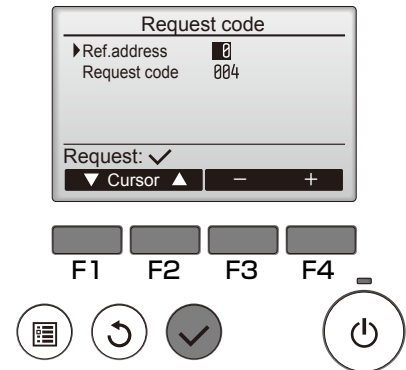 Request code
Ref.address 0
Request code 004
Request: ✓
▼ Cursor ▲ − +
F1 F2 F3 F4